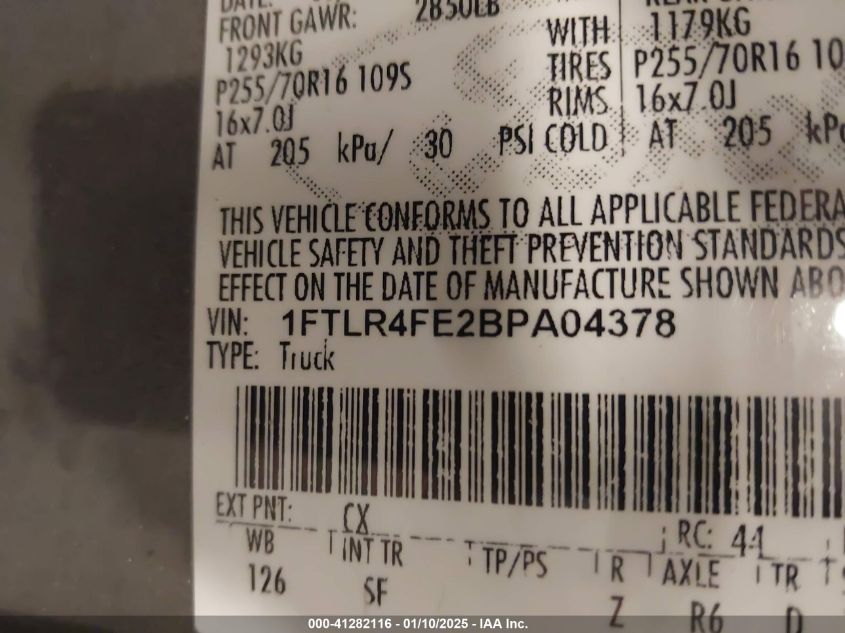 FRONT GAWR: 2850LB
1293KG WITH 1179KG
P255/70R16 109S TIRES P255/70R16 10
16x7.0J RIMS 16x7.0J
AT 205 kPa/ 30 PSI COLD AT 205 kPa
THIS VEHICLE CONFORMS TO ALL APPLICABLE FEDERA
VEHICLE SAFETY AND THEFT PREVENTION STANDARDS
EFFECT ON THE DATE OF MANUFACTURE SHOWN ABO
VIN: 1FTLR4FE2BPA04378
TYPE: Truck
EXT PNT: CX RC: 44
WB INT TR TP/PS R AXLE TR
126 SF Z R6 D
000-41282116 - 01/10/2025 - IAA Inc.